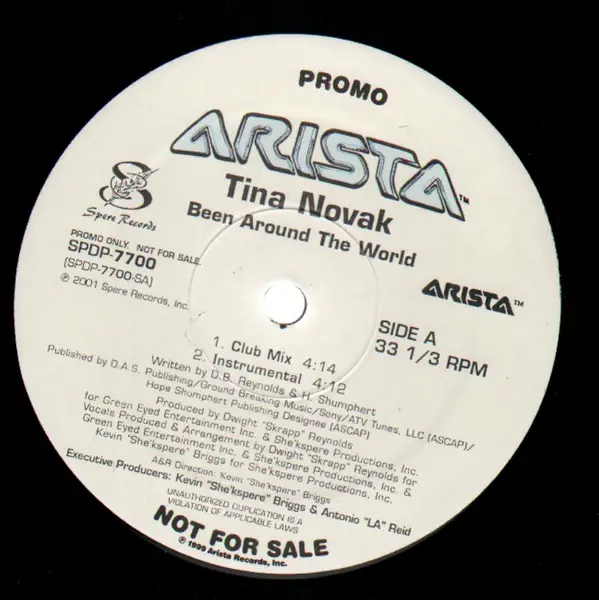 PROMO
ARISTA™
Tina Novak
Been Around The World
S
Spere Records
PROMO ONLY. NOT FOR SALE.
SPDP-7700
(SPDP-7700-SA)
℗ 2001 Spere Records, Inc.
ARISTA™
SIDE A
33 1/3 RPM
1. Club Mix 4:14
2. Instrumental 4:12
Written by D.B. Reynolds & H. Shumphert
Published by D.A.S. Publishing/Ground Breaking Music/Sony/ATV Tunes, LLC (ASCAP)/
Hope Shumphert Publishing Designee (ASCAP)
Produced by Dwight "Skrapp" Reynolds
for Green Eyed Entertainment Inc. & She'kspere Productions, Inc.
Vocals Produced & Arrangement by Dwight "Skrapp" Reynolds for
Green Eyed Entertainment Inc. & She'kspere Productions, Inc. &
Kevin "She'kspere" Briggs for She'kspere Productions, Inc.
A&R Direction: Kevin "She'kspere" Briggs
Executive Producers: Kevin "She'kspere" Briggs & Antonio "LA" Reid
UNAUTHORIZED DUPLICATION IS A
VIOLATION OF APPLICABLE LAWS
NOT FOR SALE
℗ 1999 Arista Records, Inc.